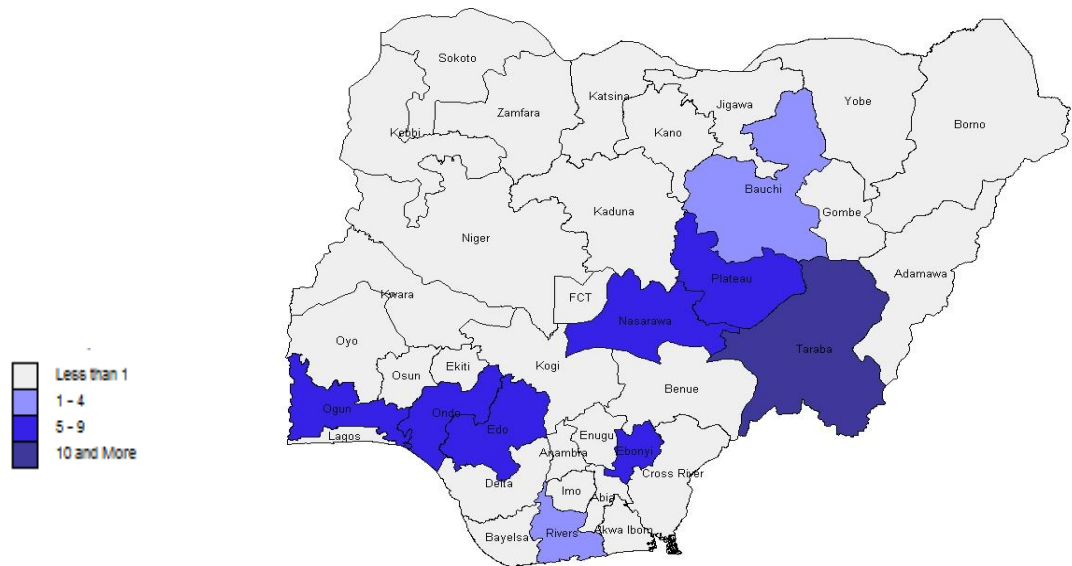 Sokoto
Katsina
Jigawa
Yobe
Zamfara
Borno
Kebbi
Kano
Bauchi
Kaduna
Gombe
Niger
Adamawa
Plateau
FCT
Kwara
Nasarawa
Oyo
Taraba
Kogi
Ekiti
Osun
Benue
Ogun
Ondo
Edo
Lagos
Enugu
Ebonyi
Anambra
Cross River
Delta
Imo
Abia
Akwa Ibom
Rivers
Bayelsa
Less than 1
1 - 4
5 - 9
10 and More